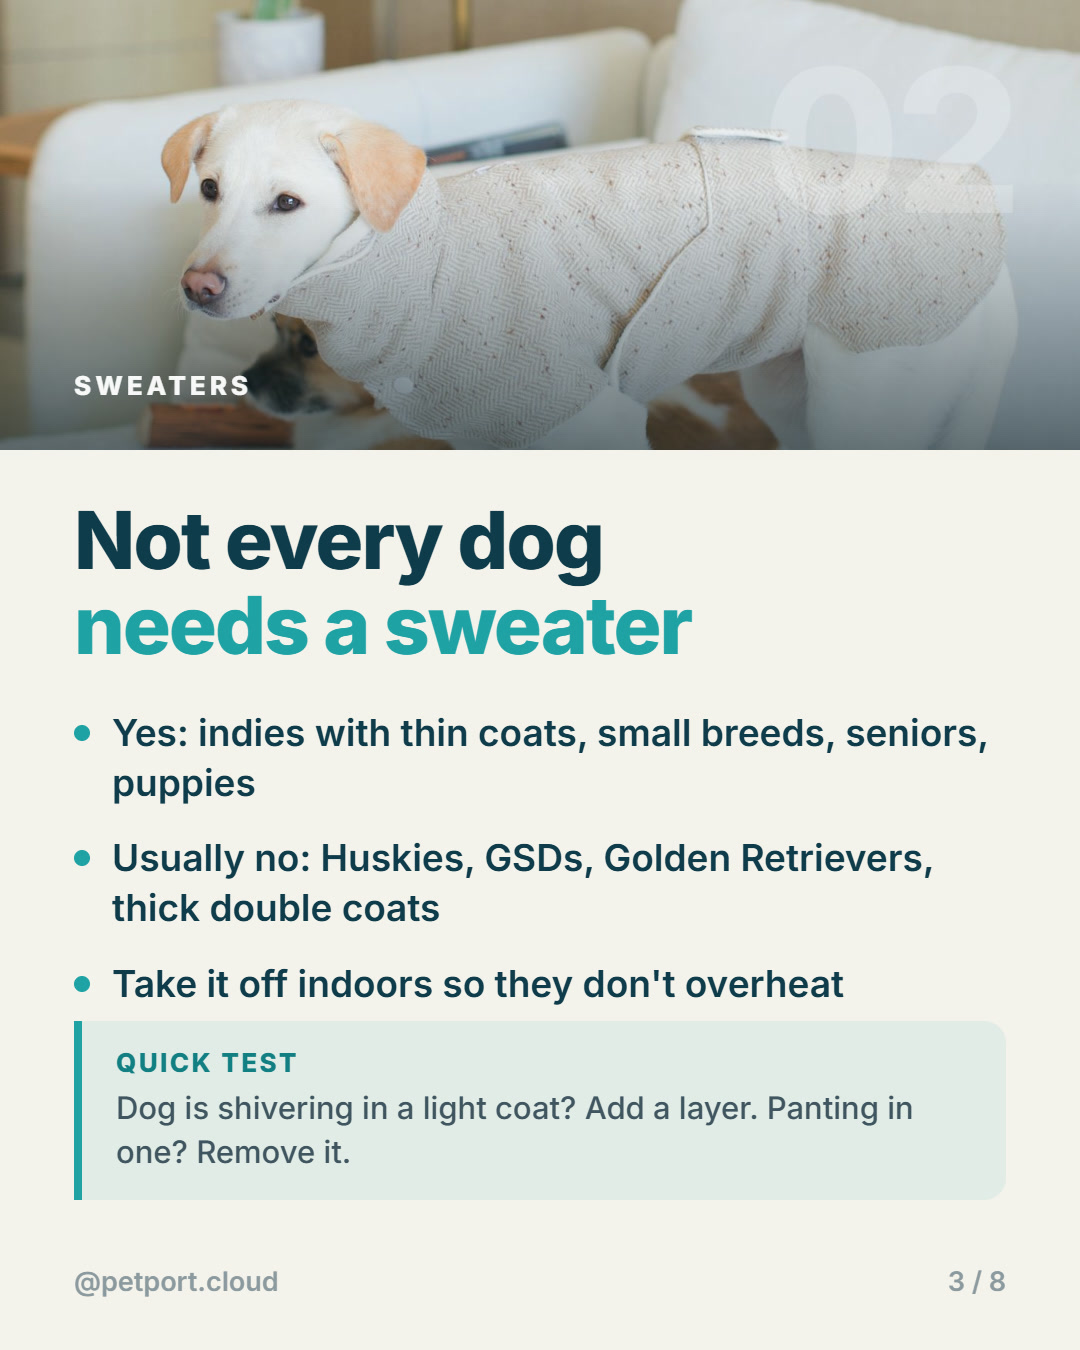 02
SWEATERS
Not every dog
needs a sweater
Yes: indies with thin coats, small breeds, seniors,
puppies
Usually no: Huskies, GSDs, Golden Retrievers,
thick double coats
Take it off indoors so they don't overheat
QUICK TEST
Dog is shivering in a light coat? Add a layer. Panting in
one? Remove it.
@petport.cloud
3 / 8